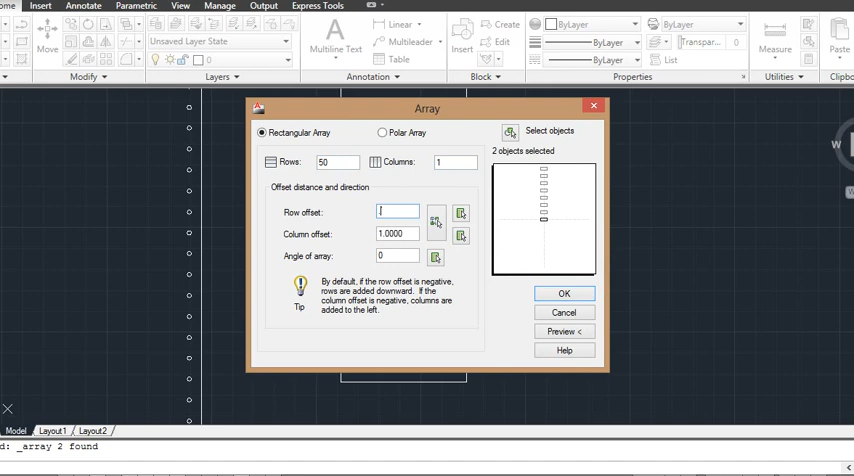 ome Insert Annotate Parametric View Manage Output Express Tools
Move
Modify
Unsaved Layer State
0
Layers
A
Multiline Text
Linear
Multileader
Table
Annotation
Insert
Create
Edit
Block
ByLayer
ByLayer
ByLayer
ByLayer
Transpar... 0
List
Properties
Measure
Utilities
Paste
Clipbo
Array
Rectangular Array
Polar Array
Select objects
2 objects selected
Rows: 50
Columns: 1
Offset distance and direction
Row offset:
Column offset: 1.0000
Angle of array: 0
Tip
By default, if the row offset is negative,
rows are added downward. If the
column offset is negative, columns are
added to the left.
OK
Cancel
Preview <
Help
W
Model Layout1 Layout2
d: _array 2 found